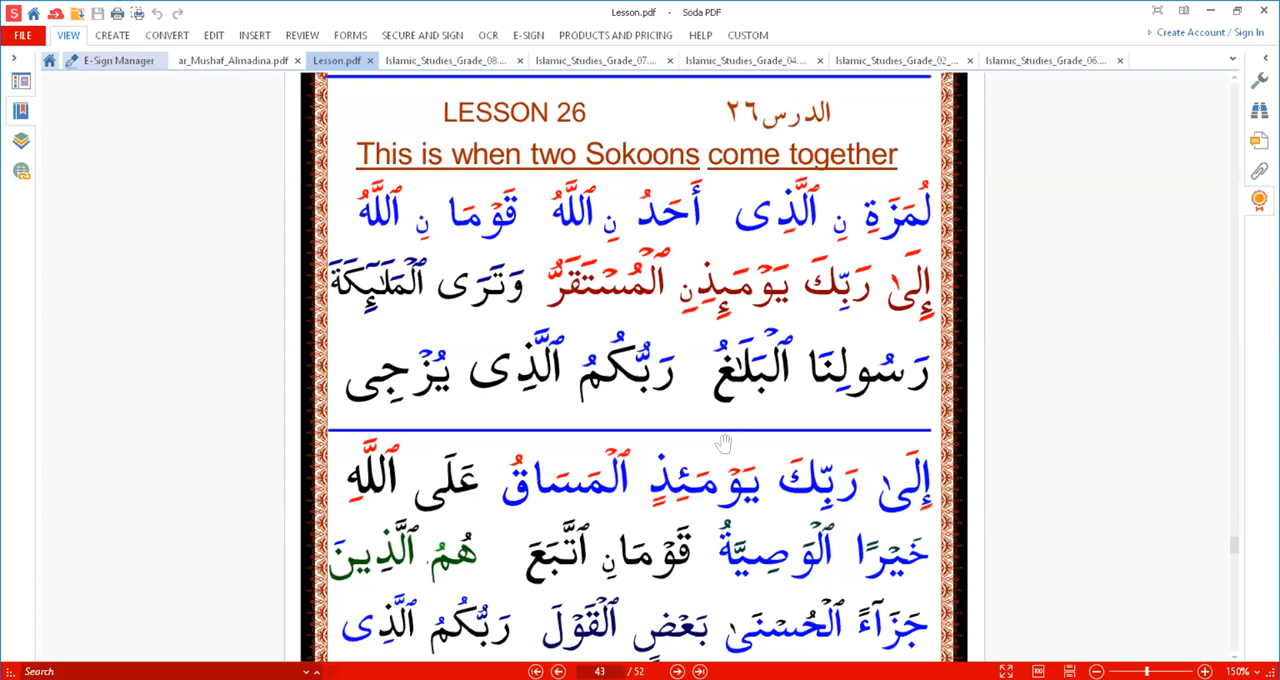 Lesson.pdf - Soda PDF
FILE VIEW CREATE CONVERT EDIT INSERT REVIEW FORMS SECURE AND SIGN OCR E-SIGN PRODUCTS AND PRICING HELP CUSTOM Create Account / Sign In
E-Sign Manager ar_Mushaf_Almadina.pdf Lesson.pdf Islamic_Studies_Grade_08.... Islamic_Studies_Grade_07.... Islamic_Studies_Grade_04.... Islamic_Studies_Grade_02_... Islamic_Studies_Grade_06....
LESSON 26 الدرس٢٦
This is when two Sokoons come together
لُمَزَةِ نِ ٱلَّذِى أَحَدُ نِ ٱللَّهُ قَوْمَا نِ ٱللَّهُ
إِلَىٰ رَبِّكَ يَوْمَئِذِنِ ٱلْمُسْتَقَرُّ وَتَرَى ٱلْمَلَـٰٓئِكَةَ
رَسُولِنَا ٱلْبَلَـٰغُ رَبُّكُمُ ٱلَّذِى يُزْجِى
إِلَىٰ رَبِّكَ يَوْمَئِذٍ ٱلْمَسَاقُ عَلَى ٱللَّهِ
خَيْرًا ٱلْوَصِيَّةُ قَوْمَانِ ٱتَّبَعَ هُمُ ٱلَّذِينَ
جَزَآءً ٱلْحُسْنَىٰ بَعْضٍ ٱلْقَوْلَ رَبُّكُمُ ٱلَّذِى
Search 43 / 52 150%